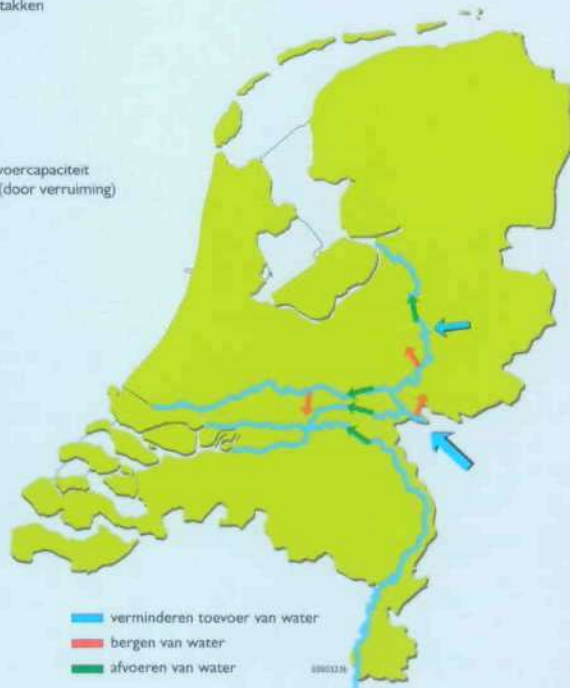 takken
voercapaciteit
(door verruiming)
verminderen toevoer van water
bergen van water
afvoeren van water